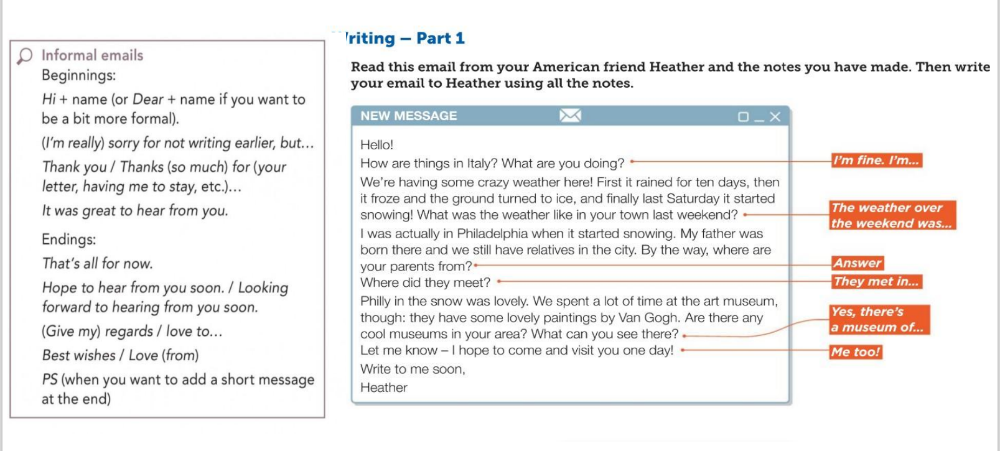 Informal emails
Beginnings:
Hi + name (or Dear + name if you want to
be a bit more formal).
(I'm really) sorry for not writing earlier, but...
Thank you / Thanks (so much) for (your
letter, having me to stay, etc.)...
It was great to hear from you.
Endings:
That's all for now.
Hope to hear from you soon. / Looking
forward to hearing from you soon.
(Give my) regards / love to...
Best wishes / Love (from)
PS (when you want to add a short message
at the end)
riting – Part 1
Read this email from your American friend Heather and the notes you have made. Then write
your email to Heather using all the notes.
NEW MESSAGE
Hello!
How are things in Italy? What are you doing?
I'm fine. I'm...
We're having some crazy weather here! First it rained for ten days, then
it froze and the ground turned to ice, and finally last Saturday it started
snowing! What was the weather like in your town last weekend?
The weather over
the weekend was...
I was actually in Philadelphia when it started snowing. My father was
born there and we still have relatives in the city. By the way, where are
your parents from?
Answer
Where did they meet?
They met in...
Philly in the snow was lovely. We spent a lot of time at the art museum,
though: they have some lovely paintings by Van Gogh. Are there any
cool museums in your area? What can you see there?
Yes, there's
a museum of...
Let me know – I hope to come and visit you one day!
Me too!
Write to me soon,
Heather